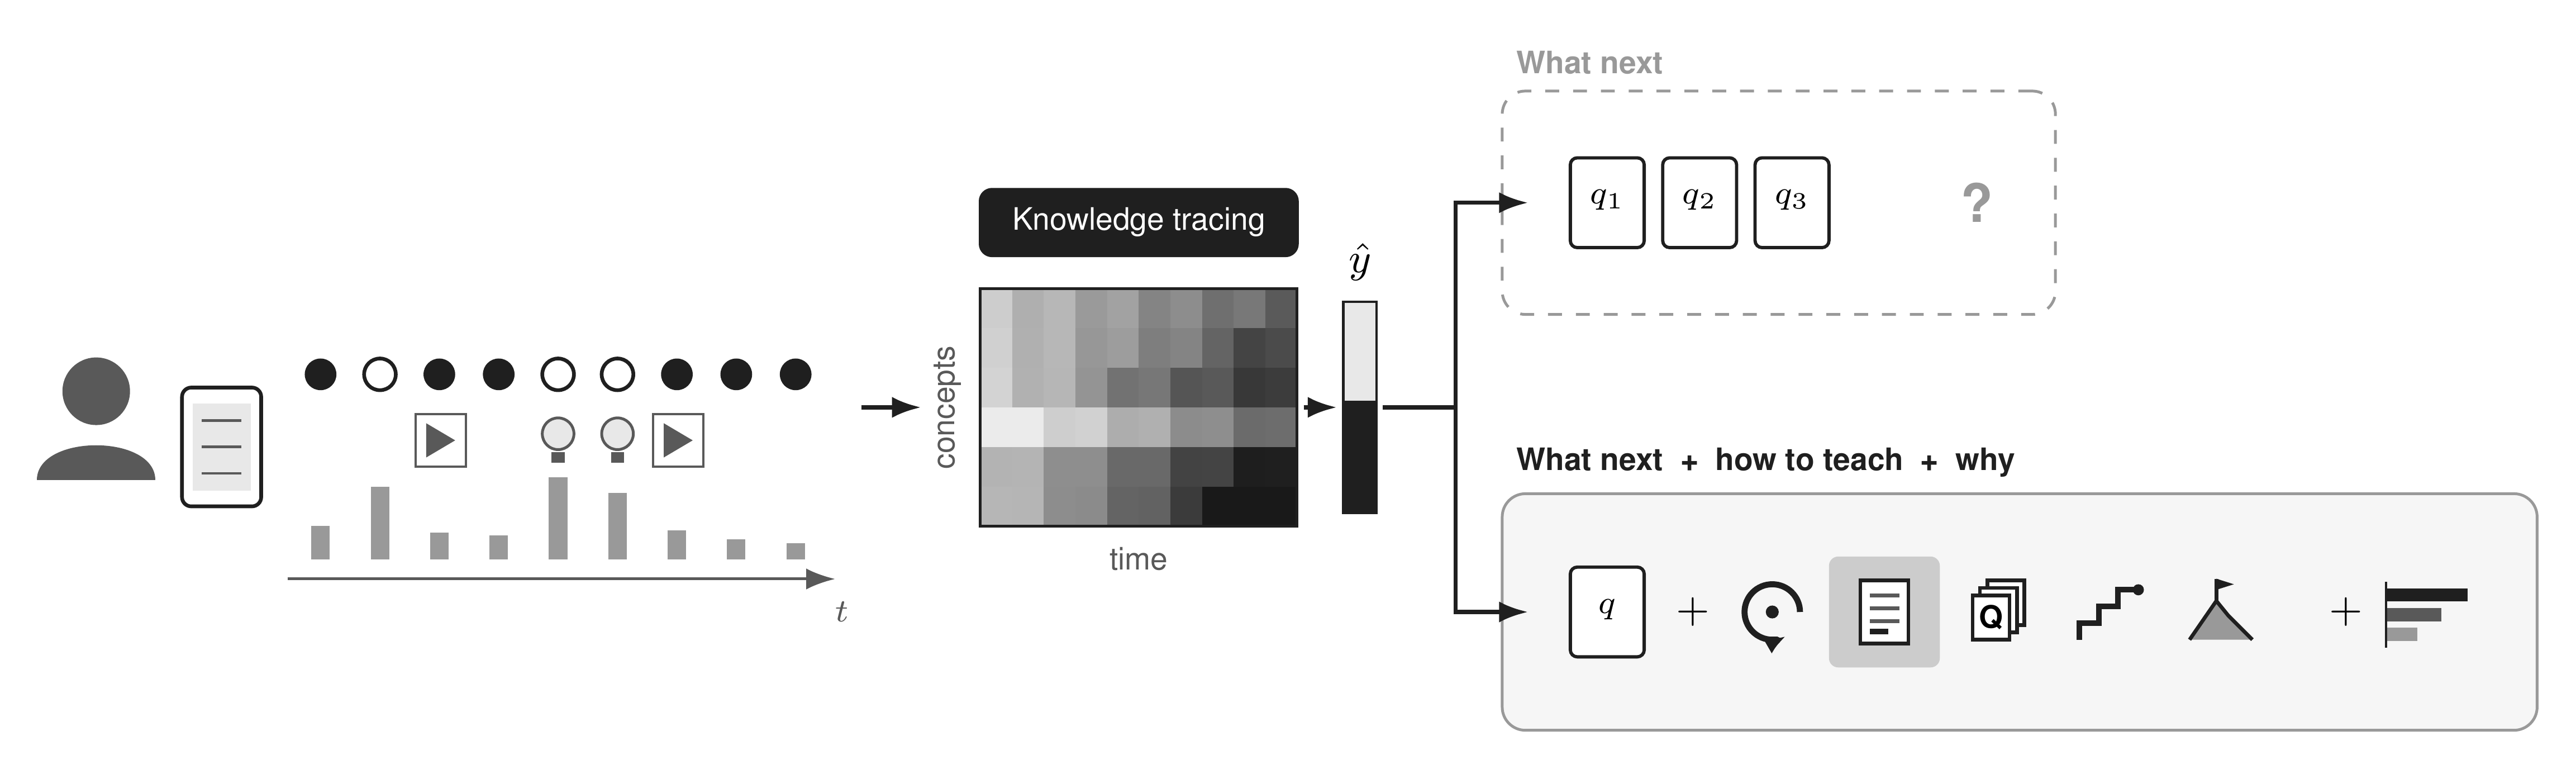 What next
q1 q2 q3 ?
Knowledge tracing
ŷ
concepts
time
t
What next + how to teach + why
q + Q +